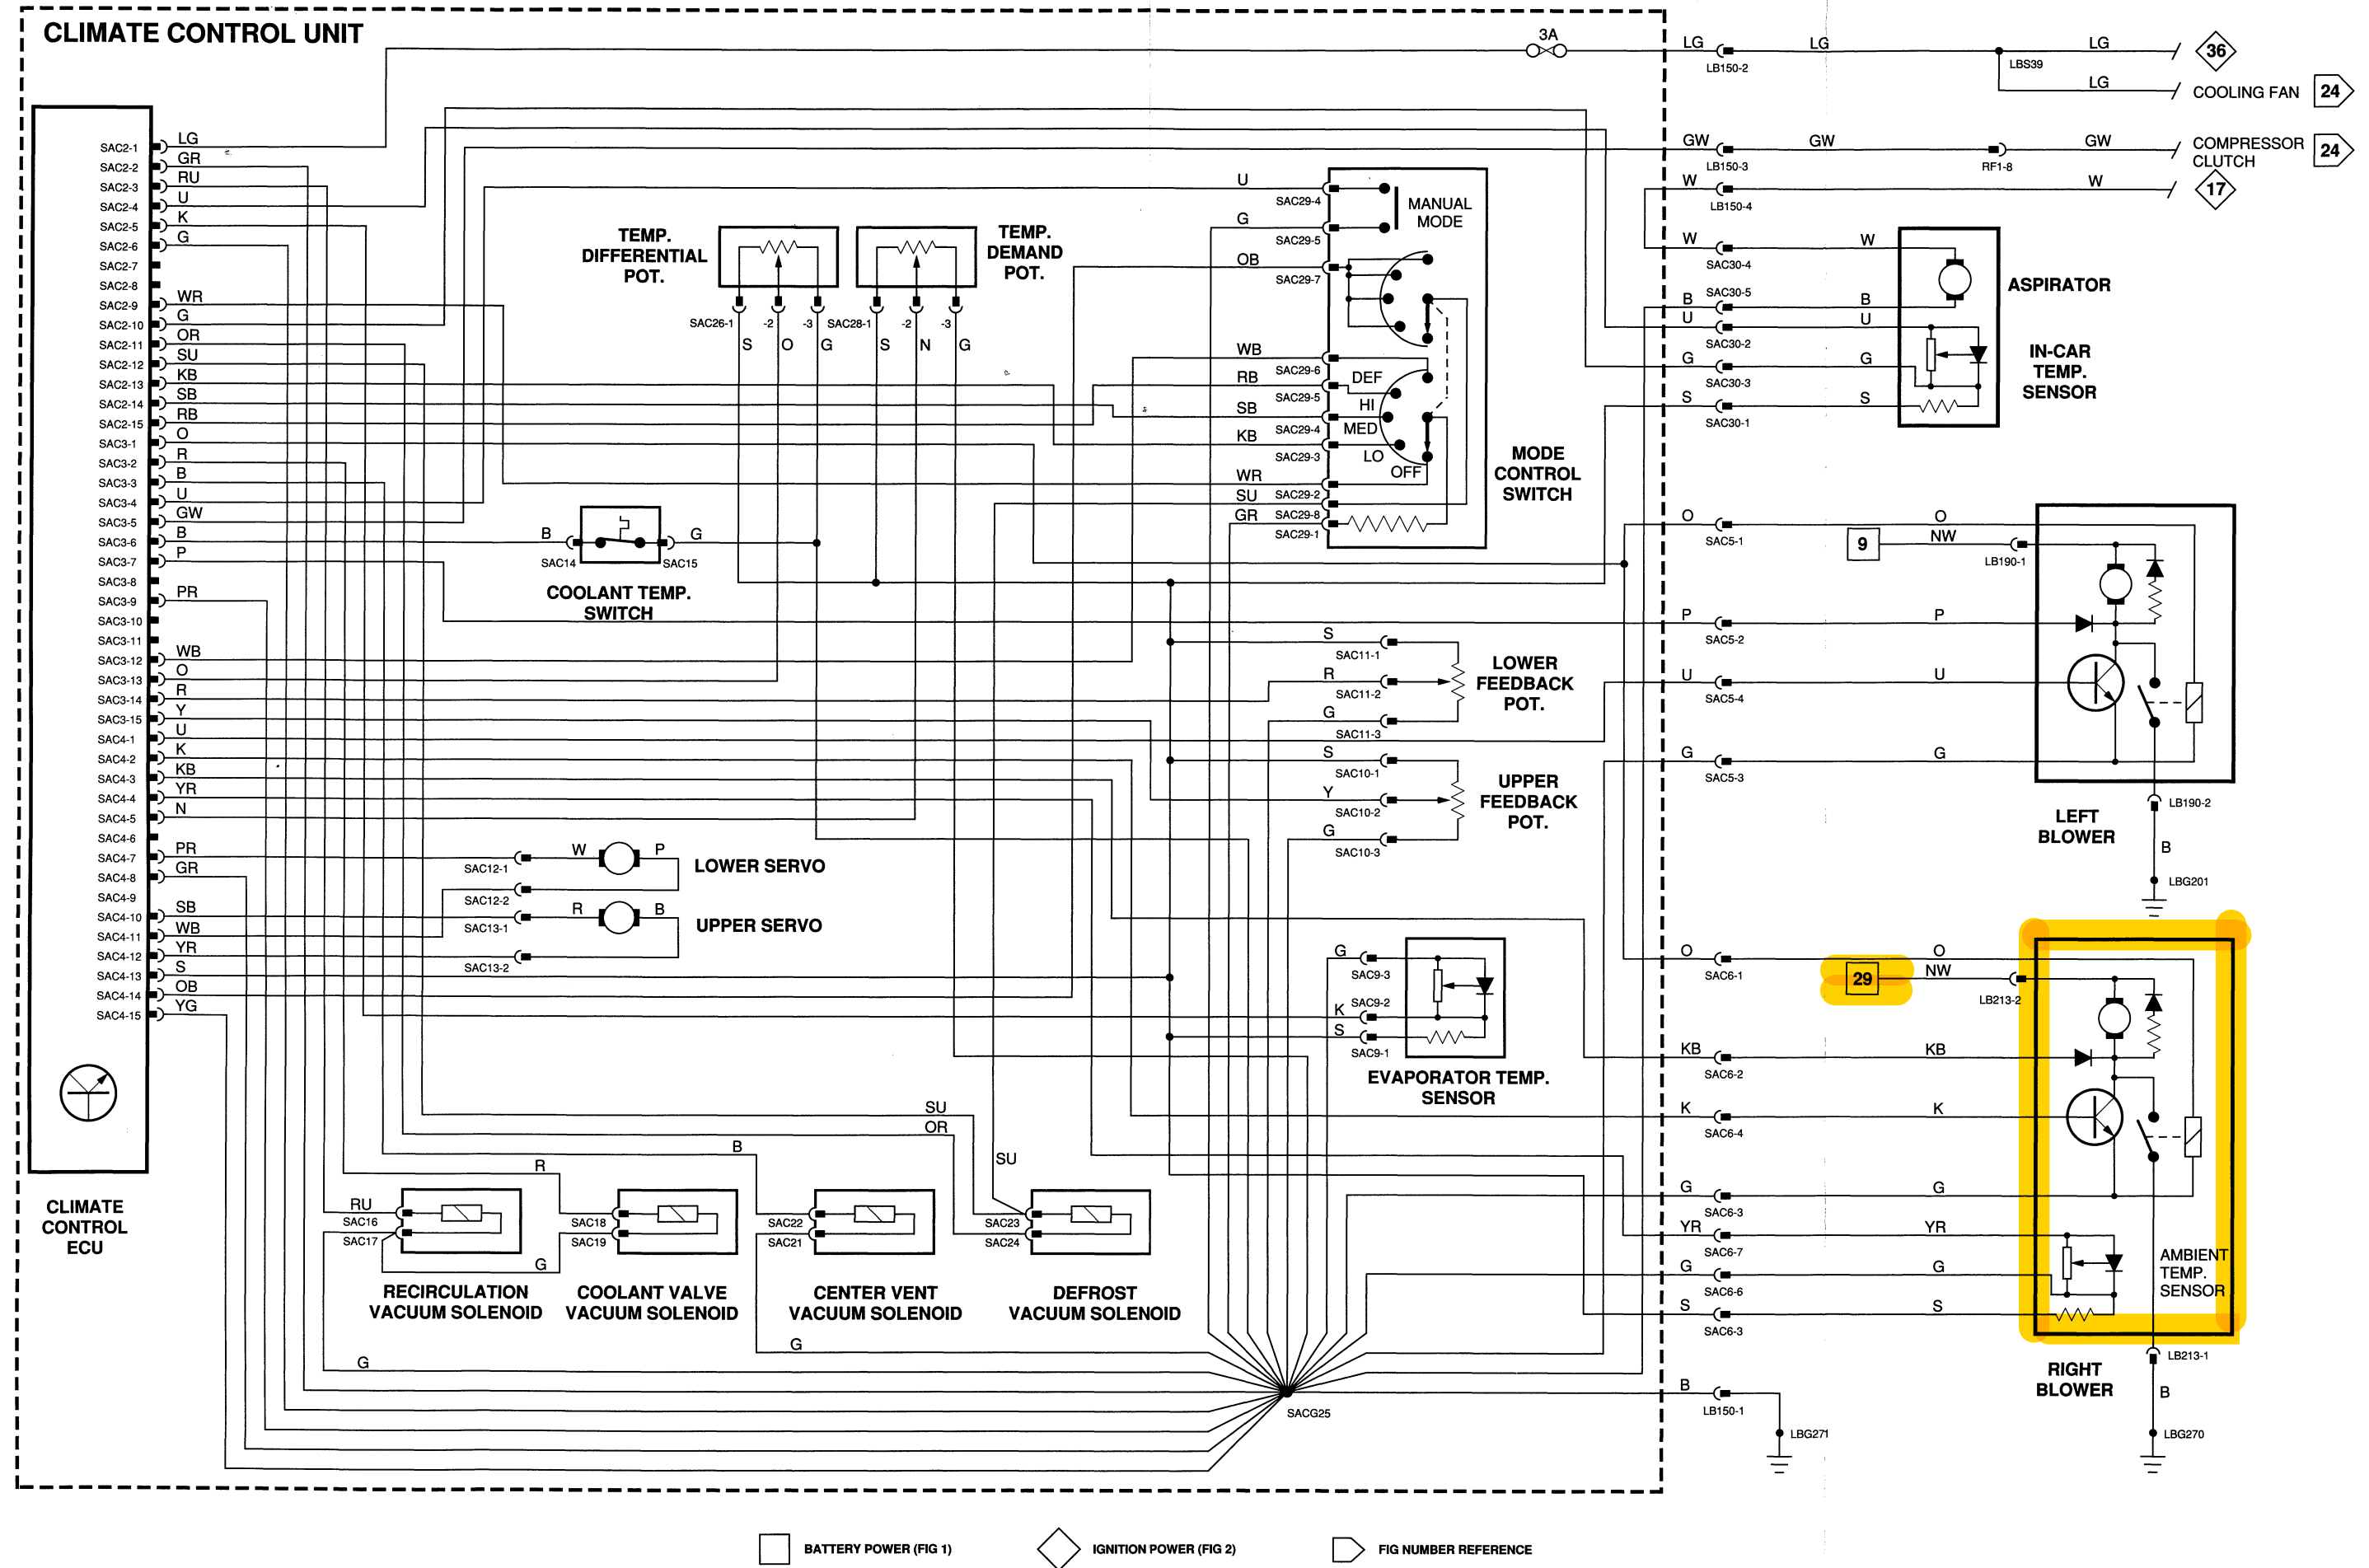 CLIMATE CONTROL UNIT
3A
LG
LB150-2
LG
LBS39
LG
36
LG
COOLING FAN
24
GW
LB150-3
GW
RF1-8
GW
COMPRESSOR
CLUTCH
24
W
LB150-4
W
17
SAC2-1 LG
SAC2-2 GR
SAC2-3 RU
SAC2-4 U
SAC2-5 K
SAC2-6 G
SAC2-7
SAC2-8
SAC2-9 WR
SAC2-10 G
SAC2-11 OR
SAC2-12 SU
SAC2-13 KB
SAC2-14 SB
SAC2-15 RB
SAC3-1 O
SAC3-2 R
SAC3-3 B
SAC3-4 U
SAC3-5 GW
SAC3-6 B
SAC3-7 P
SAC3-8
SAC3-9 PR
SAC3-10
SAC3-11
SAC3-12 WB
SAC3-13 O
SAC3-14 R
SAC3-15 Y
SAC4-1 U
SAC4-2 K
SAC4-3 KB
SAC4-4 YR
SAC4-5 N
SAC4-6
SAC4-7 PR
SAC4-8 GR
SAC4-9
SAC4-10 SB
SAC4-11 WB
SAC4-12 YR
SAC4-13 S
SAC4-14 OB
SAC4-15 YG
CLIMATE
CONTROL
ECU
TEMP.
DIFFERENTIAL
POT.
SAC26-1 -2 -3
S O G
TEMP.
DEMAND
POT.
SAC28-1 -2 -3
S N G
B
SAC14
G
SAC15
COOLANT TEMP.
SWITCH
U
SAC29-4
G
SAC29-5
OB
SAC29-7
WB
SAC29-6
RB
SAC29-5
SB
SAC29-4
KB
SAC29-3
WR
SAC29-2
SU
SAC29-8
GR
SAC29-1
MANUAL
MODE
DEF
HI
MED
LO
OFF
MODE
CONTROL
SWITCH
S
SAC11-1
R
SAC11-2
G
SAC11-3
LOWER
FEEDBACK
POT.
S
SAC10-1
Y
SAC10-2
G
SAC10-3
UPPER
FEEDBACK
POT.
SAC12-1 W P
LOWER SERVO
SAC12-2
SAC13-1 R B
UPPER SERVO
SAC13-2
G
SAC9-3
SAC9-2
K
S
SAC9-1
EVAPORATOR TEMP.
SENSOR
SU
OR
B
R
SU
RU
SAC16
SAC17
RECIRCULATION
VACUUM SOLENOID
SAC18
SAC19
G
COOLANT VALVE
VACUUM SOLENOID
SAC22
SAC21
CENTER VENT
VACUUM SOLENOID
SAC23
SAC24
DEFROST
VACUUM SOLENOID
G
G
SACG25
W
SAC30-4
W
SAC30-5
B
B
U
SAC30-2
U
G
SAC30-3
G
S
SAC30-1
S
ASPIRATOR
IN-CAR
TEMP.
SENSOR
O
SAC5-1
O
9
NW
LB190-1
P
SAC5-2
P
U
SAC5-4
U
G
SAC5-3
G
LB190-2
LEFT
BLOWER
B
LBG201
O
SAC6-1
O
29
NW
LB213-2
KB
SAC6-2
KB
K
SAC6-4
K
G
SAC6-3
G
YR
SAC6-7
YR
G
SAC6-6
G
S
SAC6-3
S
AMBIENT
TEMP.
SENSOR
LB213-1
RIGHT
BLOWER
B
LBG270
B
LB150-1
LBG271
BATTERY POWER (FIG 1)
IGNITION POWER (FIG 2)
FIG NUMBER REFERENCE